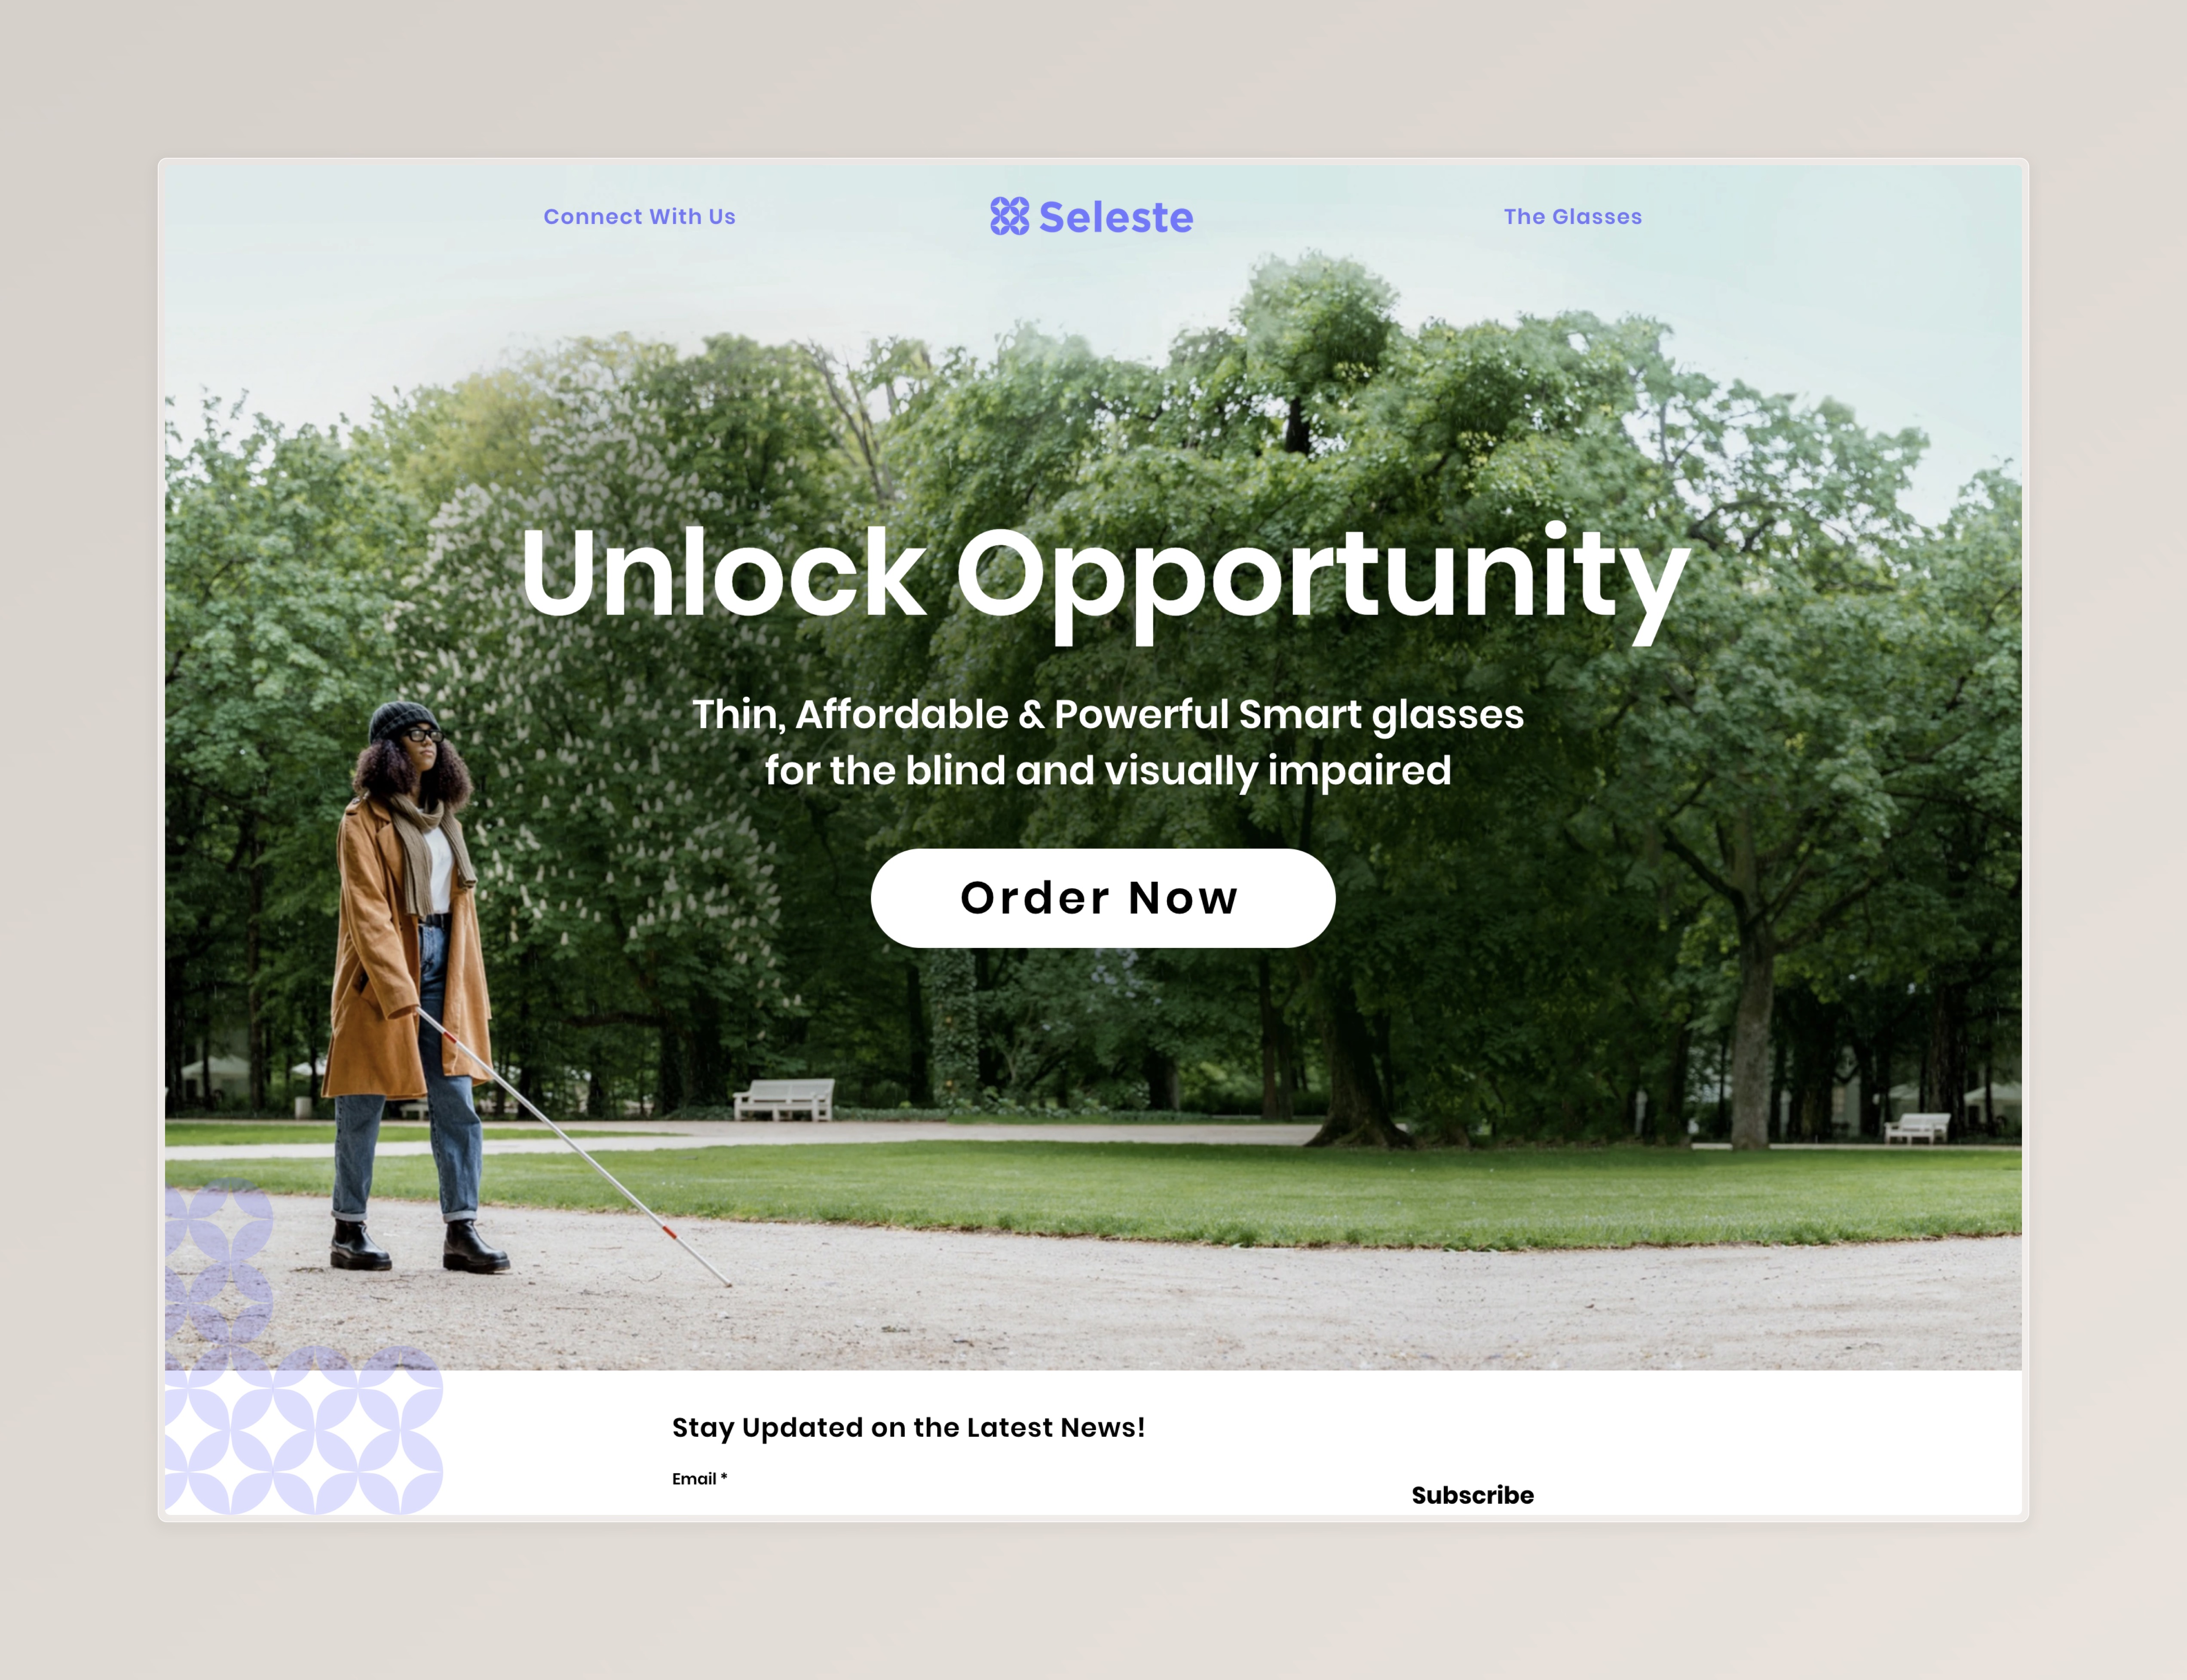 Connect With Us
Seleste
The Glasses
Unlock Opportunity
Thin, Affordable & Powerful Smart glasses
for the blind and visually impaired
Order Now
Stay Updated on the Latest News!
Email *
Subscribe